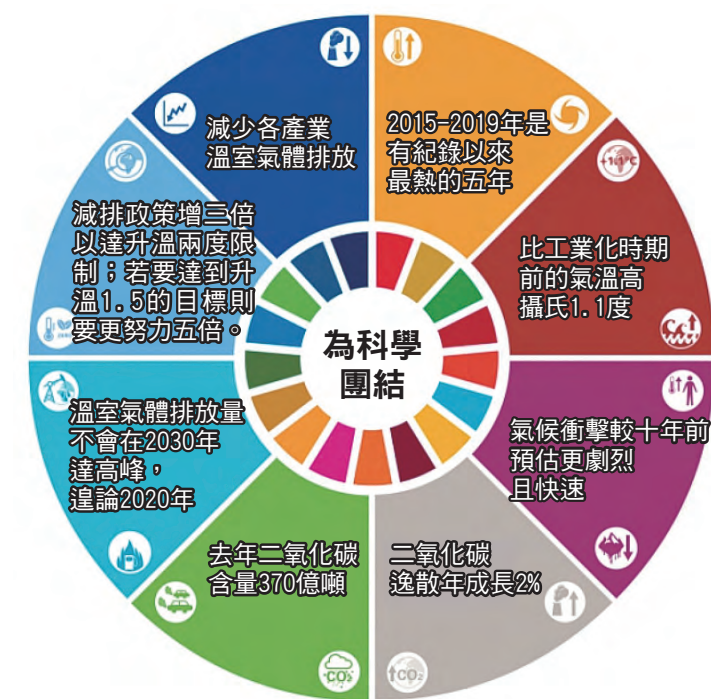 為科學
團結
2015-2019年是
有紀錄以來
最熱的五年
+1.1°C
比工業化時期
前的氣溫高
攝氏1.1度
氣候衝擊較十年前
預估更劇烈
且快速
二氧化碳
逸散年成長2%
CO₂
去年二氧化碳
含量370億噸
CO₂
溫室氣體排放量
不會在2030年
達高峰，
遑論2020年
減排政策增三倍
以達升溫兩度限
制；若要達到升
溫1.5的目標則
要更努力五倍。
減少各產業
溫室氣體排放